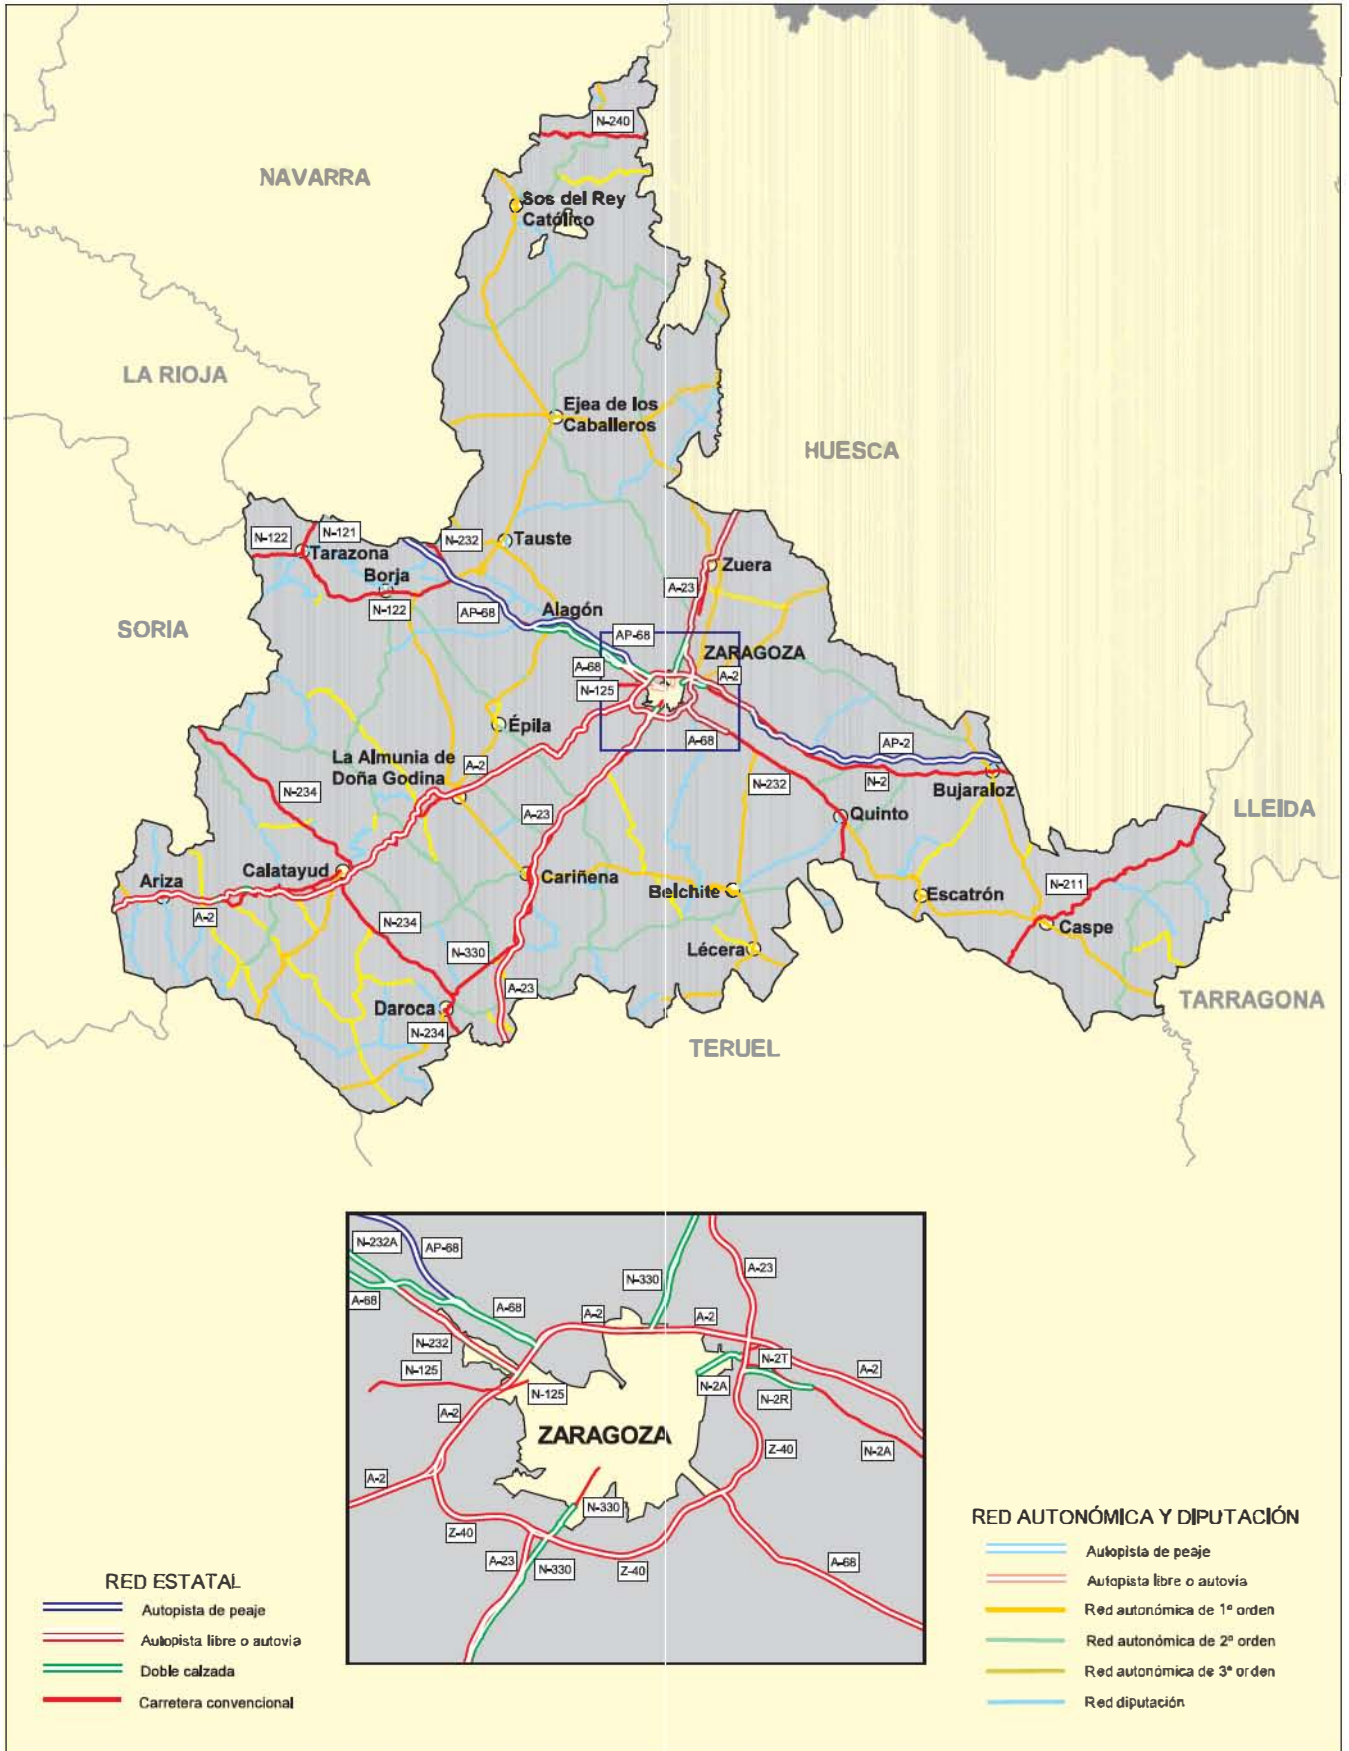 N-240
NAVARRA
Sos del Rey
Católico
LA RIOJA
Ejea de los
Caballeros
HUESCA
N-122
N-121
N-232
Tauste
Tarazona
Borja
Zuera
A-23
N-122
AP-68
Alagón
SORIA
AP-68
ZARAGOZA
A-68
A-2
N-125
Épila
A-68
AP-2
La Almunia de
Doña Godina
A-2
N-234
N-232
N-2
Bujaraloz
A-23
Quinto
LLEIDA
Calatayud
Ariza
Cariñena
Belchite
N-211
Escatrón
A-2
N-234
Caspe
N-330
Lécera
A-23
TARRAGONA
Daroca
N-234
TERUEL
N-232A
AP-68
A-23
N-330
A-68
A-68
A-2
A-2
N-232
N-2T
A-2
N-125
N-125
N-2A
N-2R
A-2
ZARAGOZA
Z-40
N-2A
A-2
N-330
Z-40
A-23
N-330
Z-40
A-68
RED ESTATAL
Autopista de peaje
Autopista libre o autovia
Doble calzada
Carretera convencional
RED AUTONÓMICA Y DIPUTACIÓN
Autopista de peaje
Autopista libre o autovia
Red autonómica de 1º orden
Red autonómica de 2º orden
Red autonómica de 3º orden
Red diputación